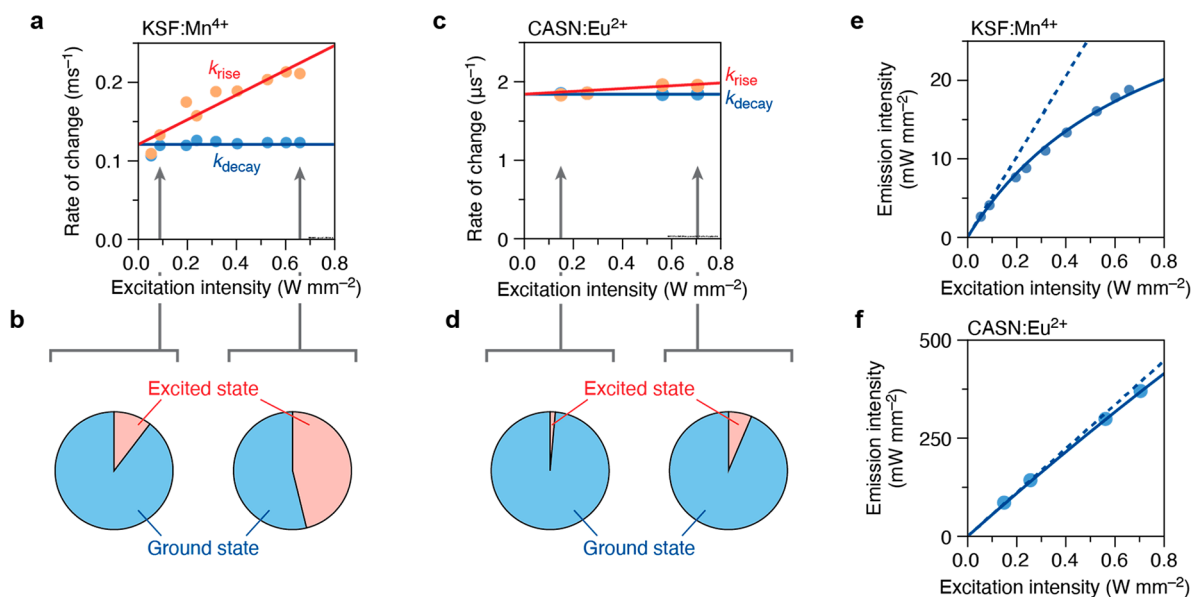 a
KSF:Mn⁴⁺
Rate of change (ms⁻¹)
0.2
0.1
0.0
k_rise
k_decay
0.0 0.2 0.4 0.6 0.8
Excitation intensity (W mm⁻²)
b
Excited state
Ground state
c
CASN:Eu²⁺
Rate of change (µs⁻¹)
2
1
0
k_rise
k_decay
0.0 0.2 0.4 0.6 0.8
Excitation intensity (W mm⁻²)
d
Excited state
Ground state
e
KSF:Mn⁴⁺
Emission intensity
(mW mm⁻²)
20
10
0
0.0 0.2 0.4 0.6 0.8
Excitation intensity (W mm⁻²)
f
CASN:Eu²⁺
Emission intensity
(mW mm⁻²)
500
250
0
0.0 0.2 0.4 0.6 0.8
Excitation intensity (W mm⁻²)